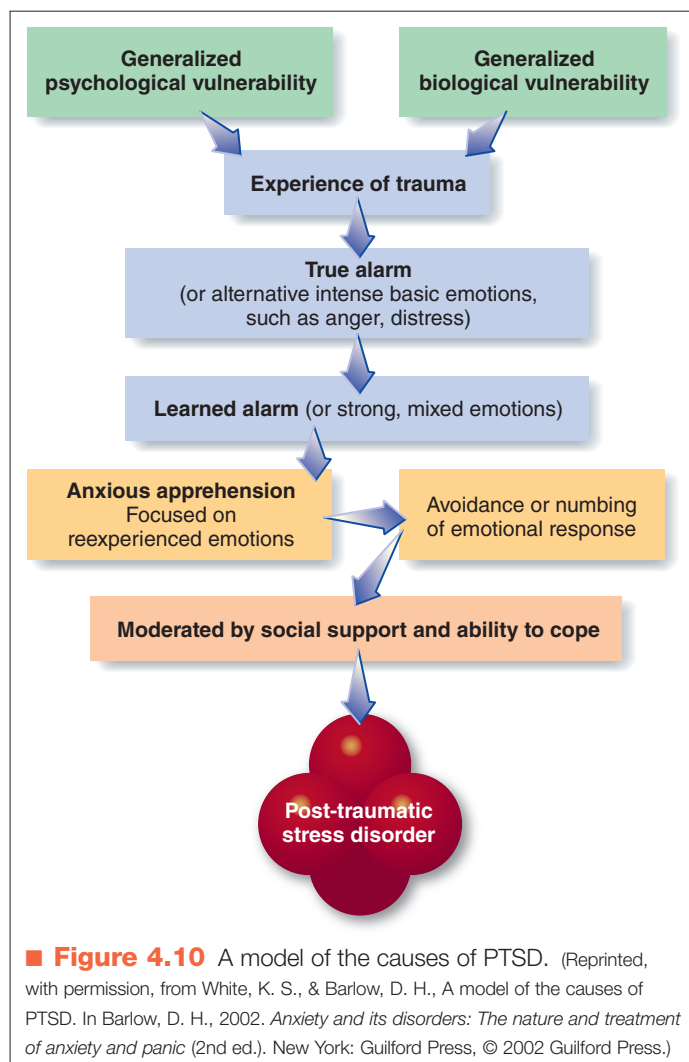 Generalized
psychological vulnerability
Generalized
biological vulnerability
Experience of trauma
True alarm
(or alternative intense basic emotions,
such as anger, distress)
Learned alarm (or strong, mixed emotions)
Anxious apprehension
Focused on
reexperienced emotions
Avoidance or numbing
of emotional response
Moderated by social support and ability to cope
Post-traumatic
stress disorder
■ Figure 4.10 A model of the causes of PTSD. (Reprinted,
with permission, from White, K. S., & Barlow, D. H., A model of the causes of
PTSD. In Barlow, D. H., 2002. Anxiety and its disorders: The nature and treatment
of anxiety and panic (2nd ed.). New York: Guilford Press, © 2002 Guilford Press.)